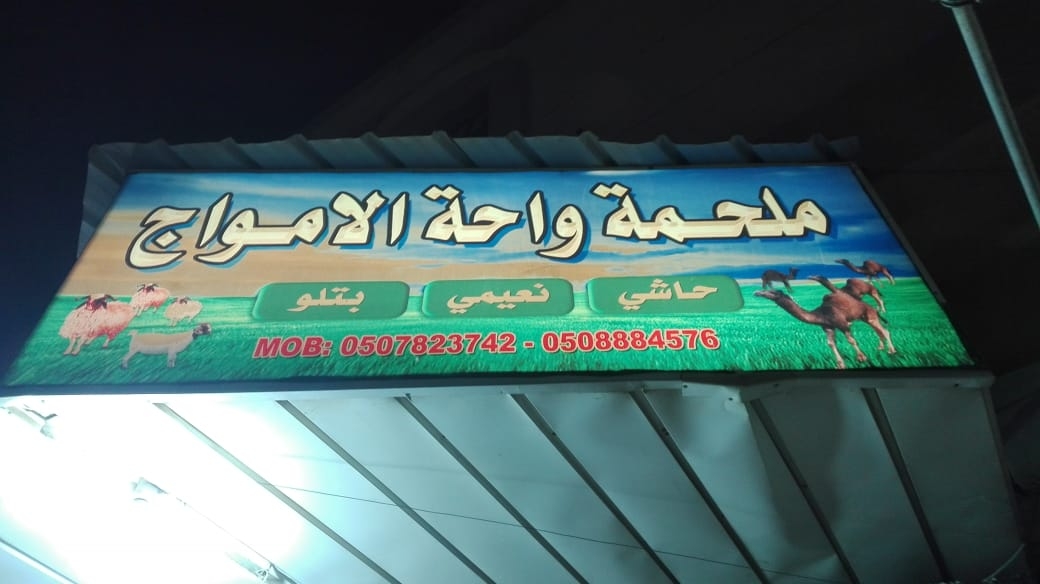 ملحمة واحة الامواج
حاشي نعيمي بتلو
MOB: 0507823742 - 0508884576